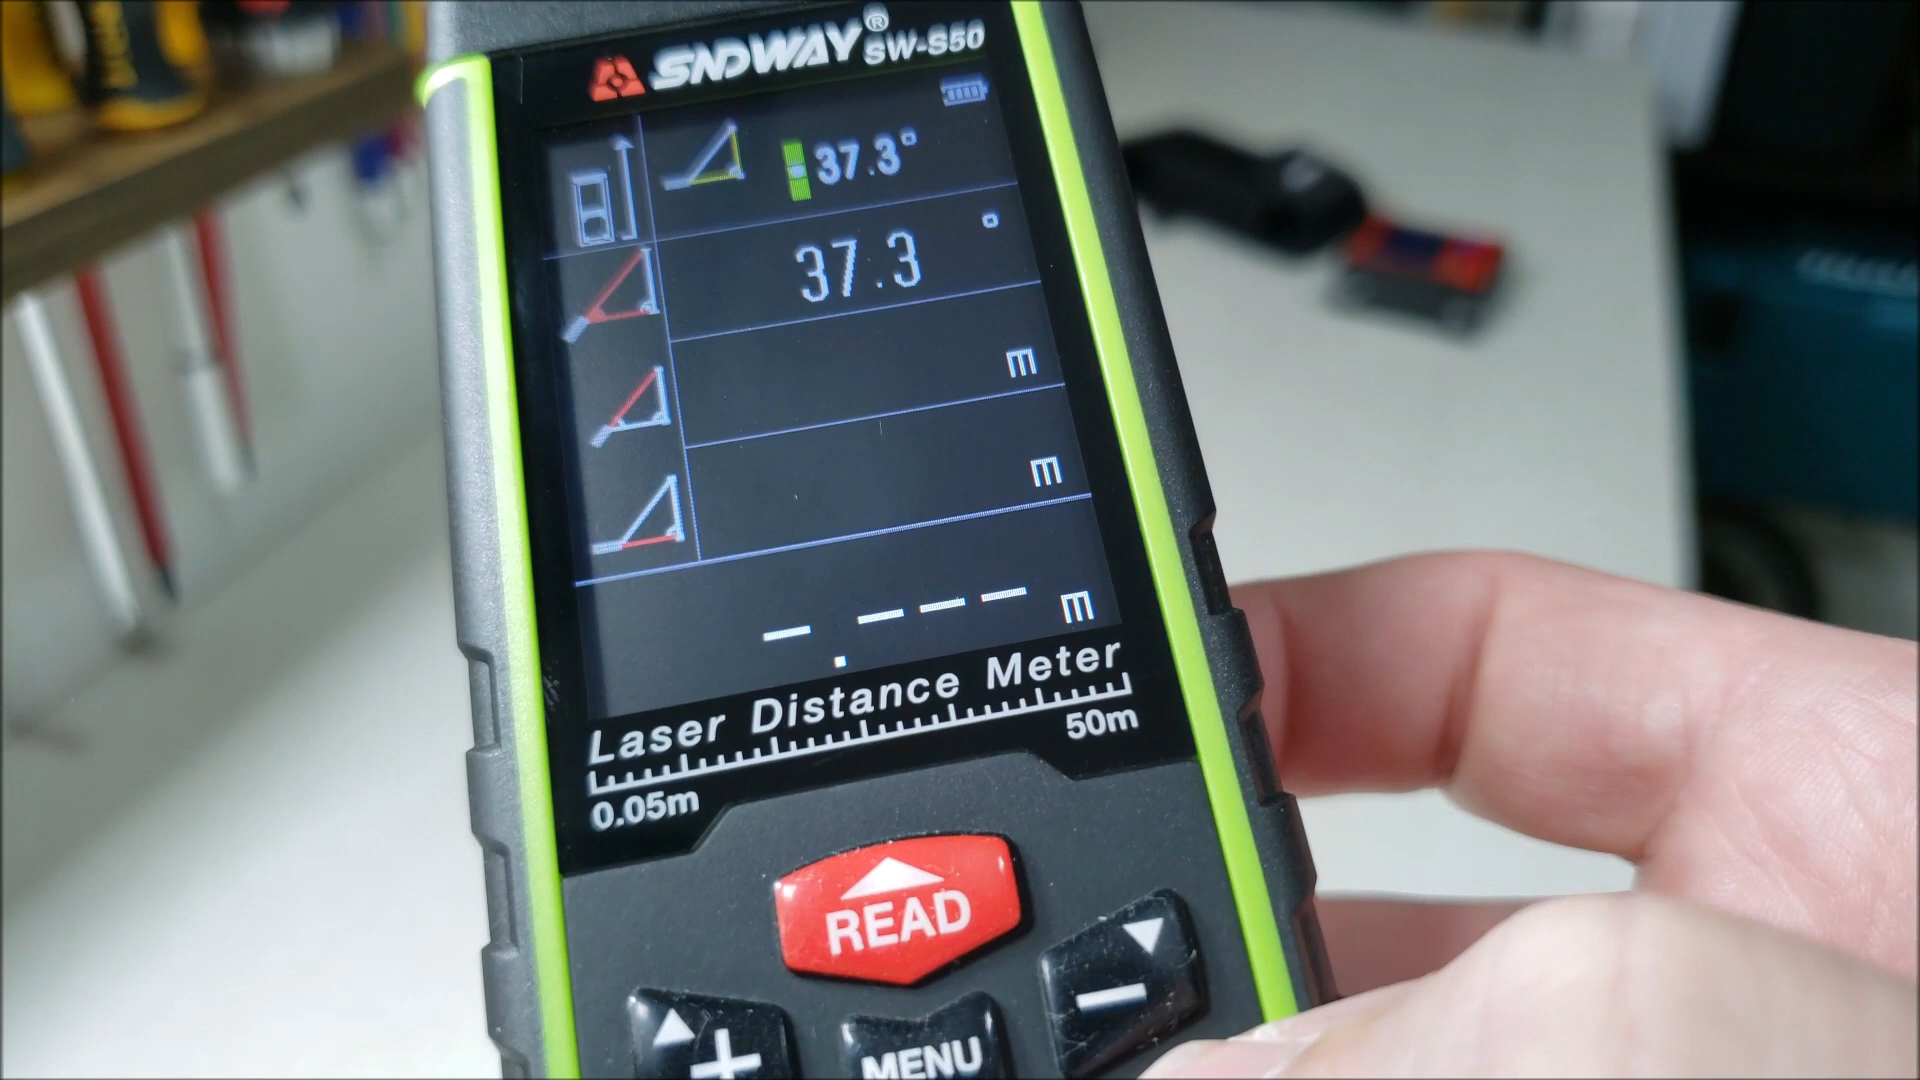 SNDWAY® SW-S50
37.3°
37.3 °
m
m
- . - - - m
Laser Distance Meter
0.05m 50m
READ
+ -
MENU